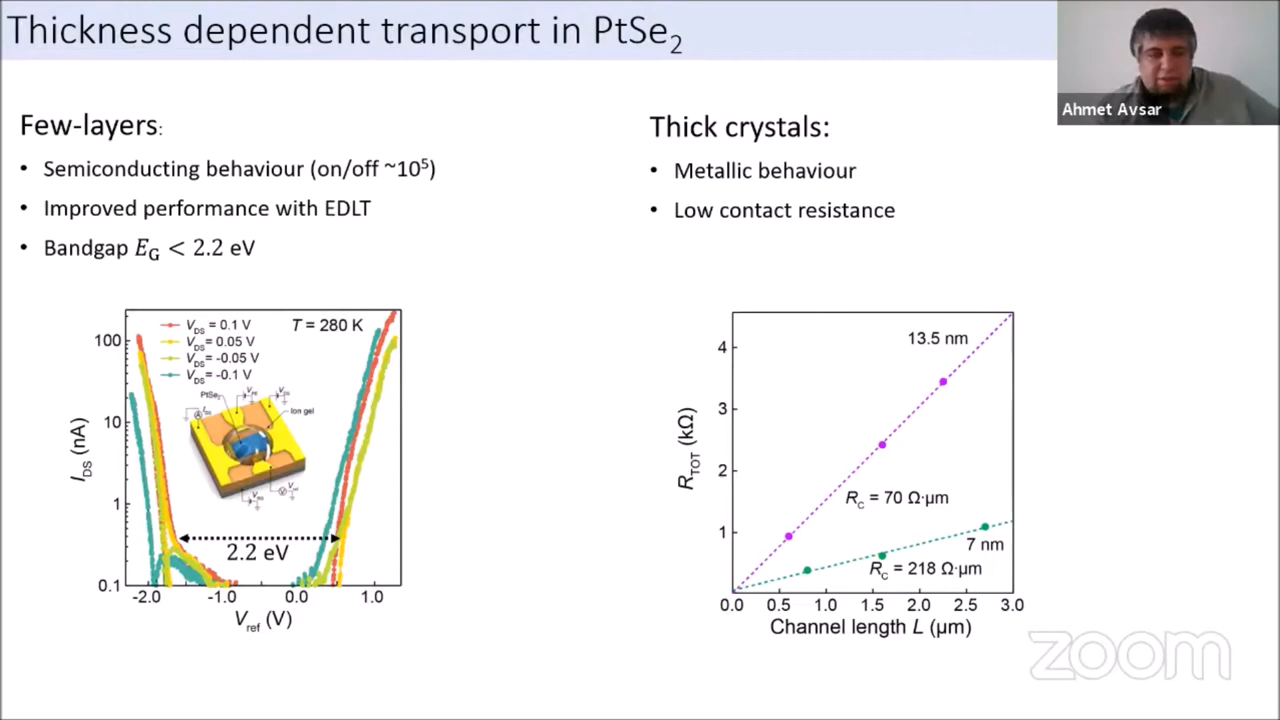 Thickness dependent transport in PtSe₂
Ahmet Avsar
Few-layers:
• Semiconducting behaviour (on/off ~10⁵)
• Improved performance with EDLT
• Bandgap E_G < 2.2 eV
Thick crystals:
• Metallic behaviour
• Low contact resistance
V_DS = 0.1 V
V_DS = 0.05 V
V_DS = -0.05 V
V_DS = -0.1 V
T = 280 K
PtSe₂
Ion gel
2.2 eV
100
10
1
0.1
I_DS (nA)
-2.0 -1.0 0.0 1.0
V_ref (V)
13.5 nm
R_C = 70 Ω·µm
7 nm
R_C = 218 Ω·µm
4
3
2
1
R_TOT (kΩ)
0.0 0.5 1.0 1.5 2.0 2.5 3.0
Channel length L (µm)
zoom